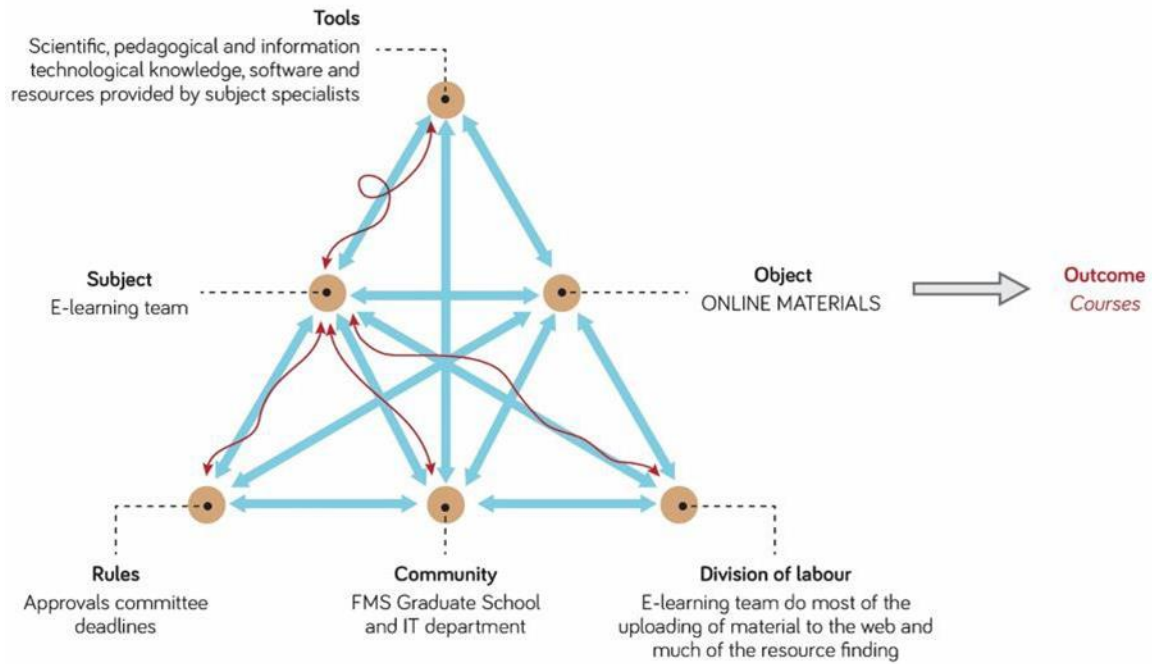 Tools
Scientific, pedagogical and information
technological knowledge, software and
resources provided by subject specialists
Subject
E-learning team
Object
ONLINE MATERIALS
Outcome
Courses
Rules
Approvals committee
deadlines
Community
FMS Graduate School
and IT department
Division of labour
E-learning team do most of the
uploading of material to the web and
much of the resource finding